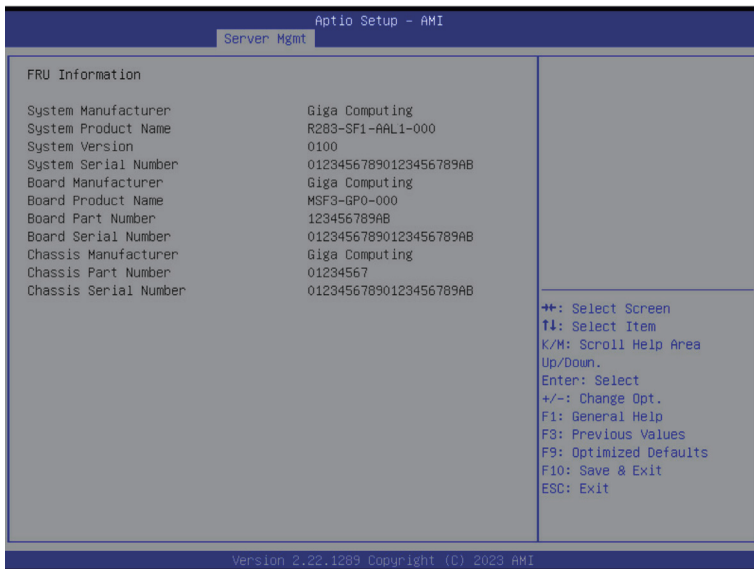 Aptio Setup – AMI
Server Mgmt
FRU Information
System Manufacturer Giga Computing
System Product Name R283-SF1-AAL1-000
System Version 0100
System Serial Number 01234567890123456789AB
Board Manufacturer Giga Computing
Board Product Name MSF3-GP0-000
Board Part Number 123456789AB
Board Serial Number 01234567890123456789AB
Chassis Manufacturer Giga Computing
Chassis Part Number 01234567
Chassis Serial Number 01234567890123456789AB
→←: Select Screen
↑↓: Select Item
K/M: Scroll Help Area
Up/Down.
Enter: Select
+/-: Change Opt.
F1: General Help
F3: Previous Values
F9: Optimized Defaults
F10: Save & Exit
ESC: Exit
Version 2.22.1289 Copyright (C) 2023 AMI